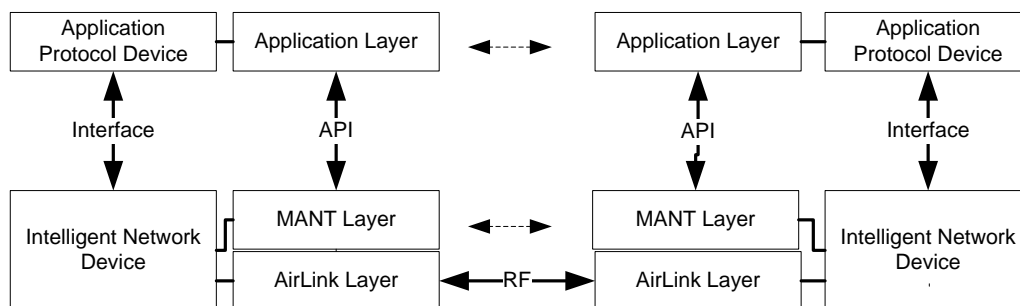 Application
Protocol Device
Application Layer
Application Layer
Application
Protocol Device
Interface
API
API
Interface
Intelligent Network
Device
MANT Layer
AirLink Layer
RF
MANT Layer
AirLink Layer
Intelligent Network
Device